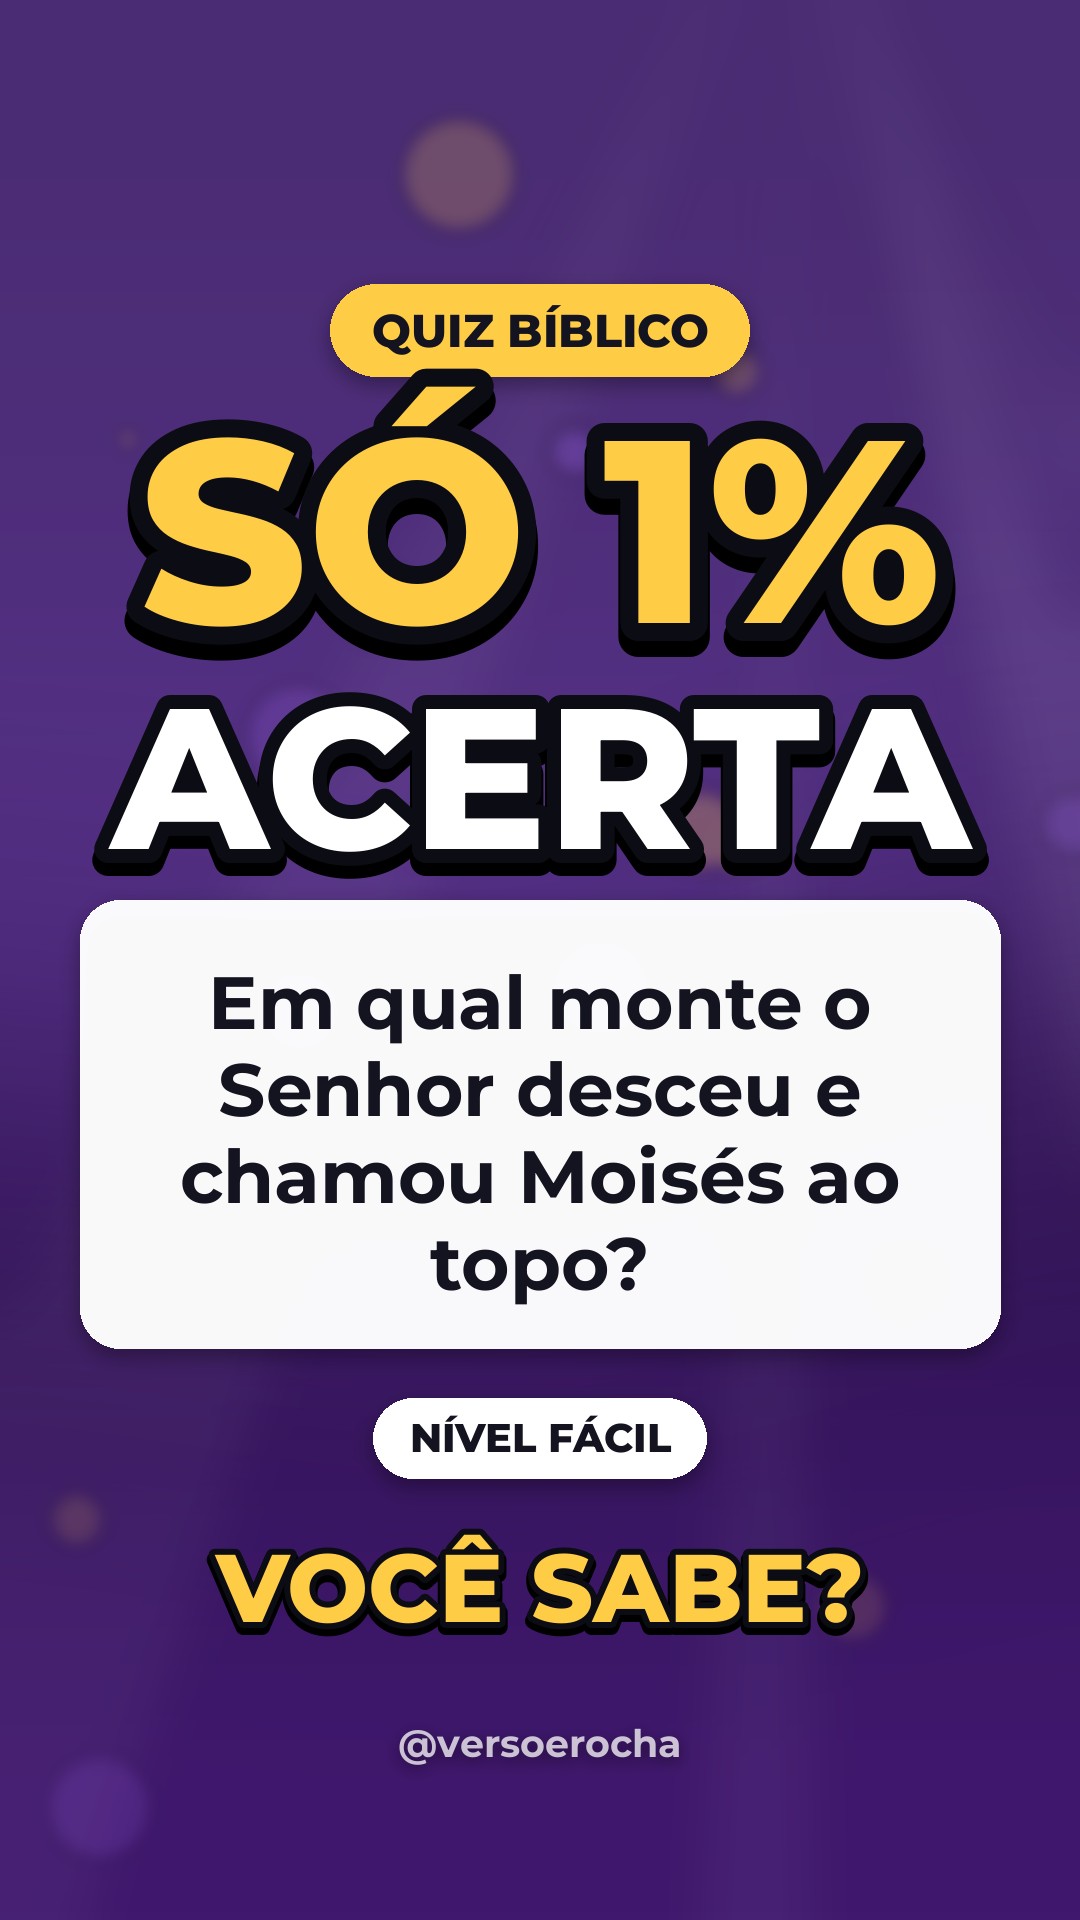 QUIZ BÍBLICO
SÓ 1%
ACERTA
Em qual monte o
Senhor desceu e
chamou Moisés ao
topo?
NÍVEL FÁCIL
VOCÊ SABE?
@versoerocha